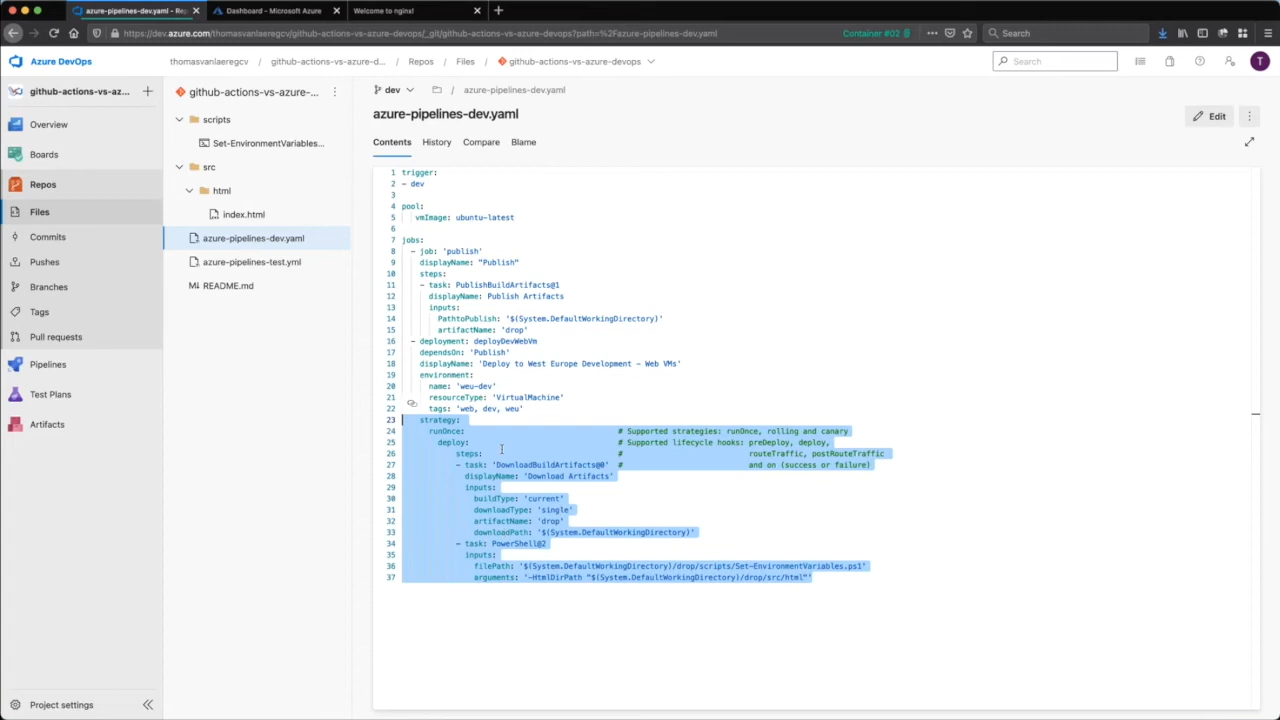 azure-pipelines-dev.yaml - Rep
Dashboard - Microsoft Azure
Welcome to nginx!
https://dev.azure.com/thomasvanlaeregcv/github-actions-vs-azure-devops/_git/github-actions-vs-azure-devops?path=%2Fazure-pipelines-dev.yaml
Container #02
Search
Azure DevOps
thomasvanlaeregcv / github-actions-vs-azure-d... / Repos / Files / github-actions-vs-azure-devops
Search
T
github-actions-vs-az...
Overview
Boards
Repos
Files
Commits
Pushes
Branches
Tags
Pull requests
Pipelines
Test Plans
Artifacts
Project settings
github-actions-vs-azure-...
scripts
Set-EnvironmentVariables...
src
html
index.html
azure-pipelines-dev.yaml
azure-pipelines-test.yml
README.md
dev / azure-pipelines-dev.yaml
azure-pipelines-dev.yaml
Edit
Contents History Compare Blame
1 trigger:
2 - dev
3
4 pool:
5 vmImage: ubuntu-latest
6
7 jobs:
8 - job: 'publish'
9 displayName: "Publish"
10 steps:
11 - task: PublishBuildArtifacts@1
12 displayName: Publish Artifacts
13 inputs:
14 PathtoPublish: '$(System.DefaultWorkingDirectory)'
15 artifactName: 'drop'
16 - deployment: deployDevWebVm
17 dependsOn: 'Publish'
18 displayName: 'Deploy to West Europe Development - Web VMs'
19 environment:
20 name: 'weu-dev'
21 resourceType: 'VirtualMachine'
22 tags: 'web, dev, weu'
23 strategy:
24 runOnce: # Supported strategies: runOnce, rolling and canary
25 deploy: # Supported lifecycle hooks: preDeploy, deploy,
26 steps: # routeTraffic, postRouteTraffic
27 - task: 'DownloadBuildArtifacts@0' # and on (success or failure)
28 displayName: 'Download Artifacts'
29 inputs:
30 buildType: 'current'
31 downloadType: 'single'
32 artifactName: 'drop'
33 downloadPath: '$(System.DefaultWorkingDirectory)'
34 - task: PowerShell@2
35 inputs:
36 filePath: '$(System.DefaultWorkingDirectory)/drop/scripts/Set-EnvironmentVariables.ps1'
37 arguments: '-HtmlDirPath "$(System.DefaultWorkingDirectory)/drop/src/html"'